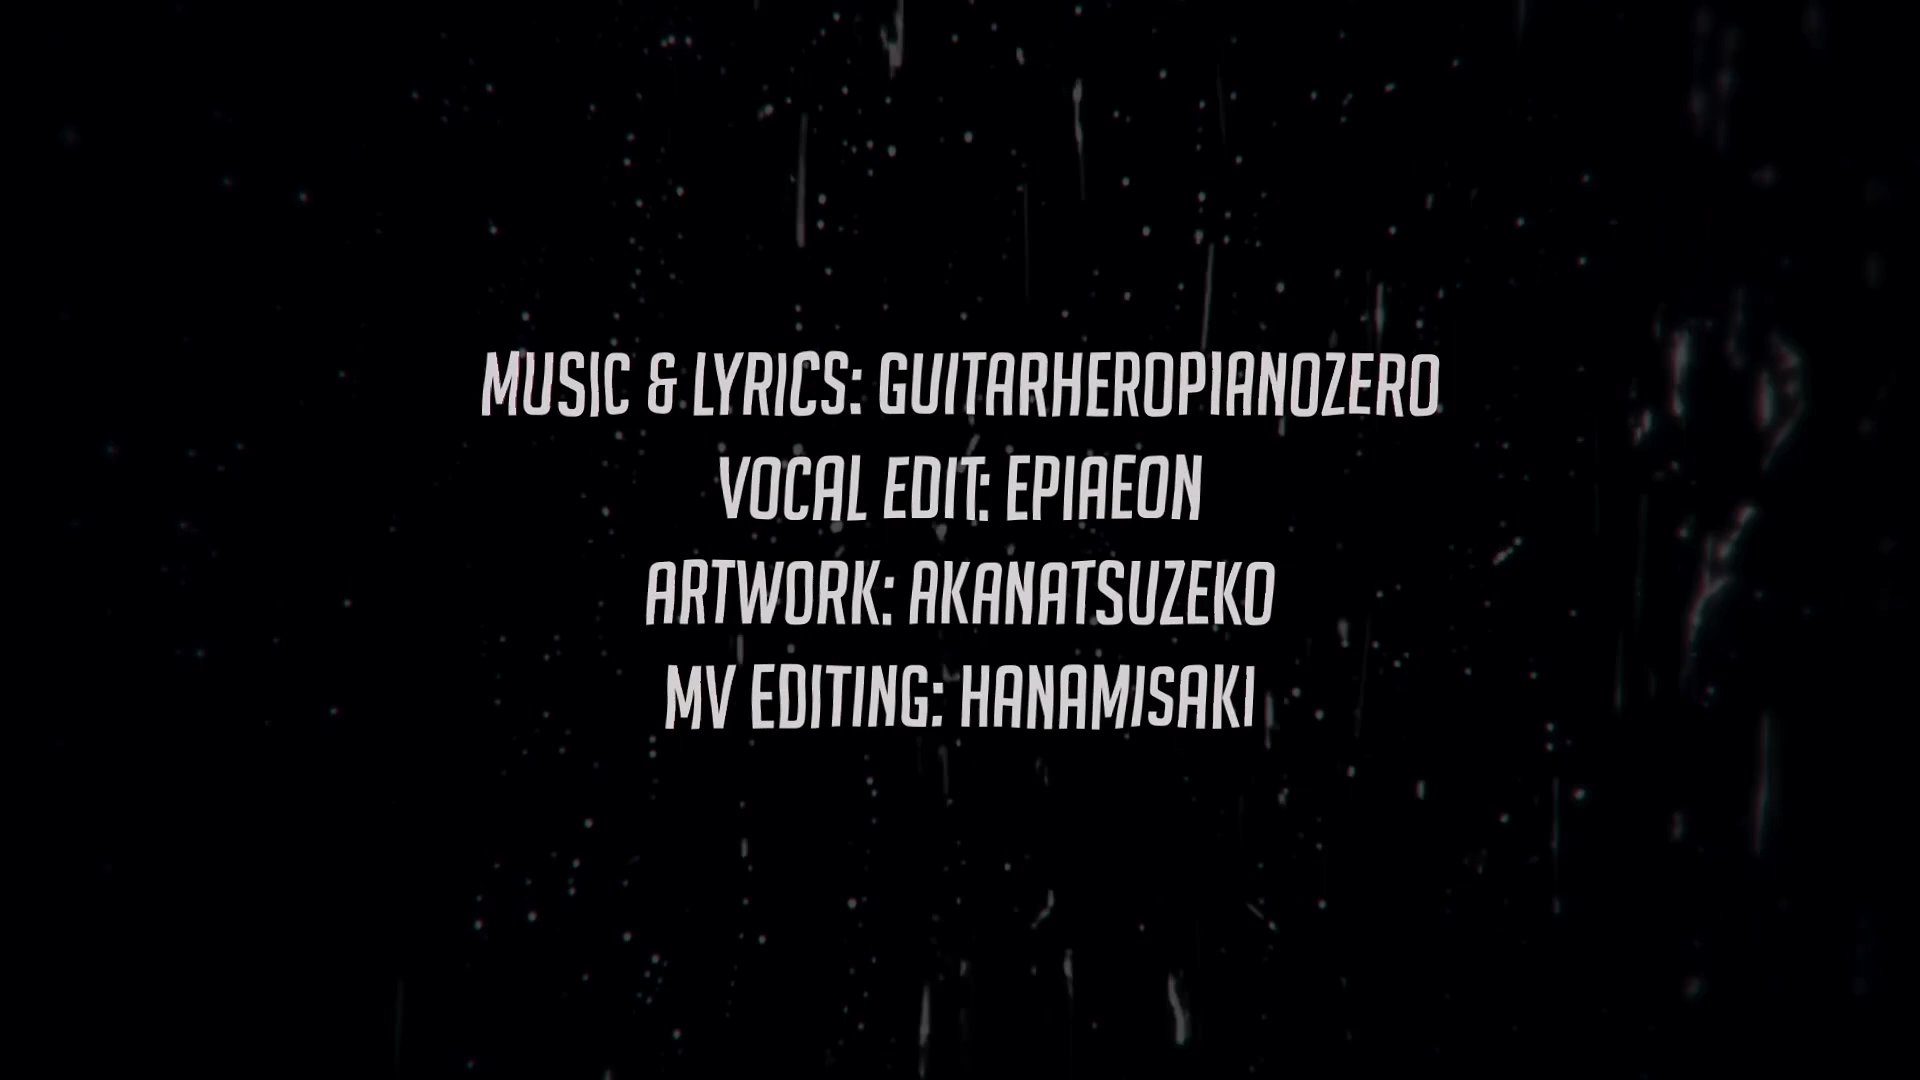 MUSIC & LYRICS: GUITARHEROPIANOZERO
VOCAL EDIT: EPIAEON
ARTWORK: AKANATSUZEKO
MV EDITING: HANAMISAKI